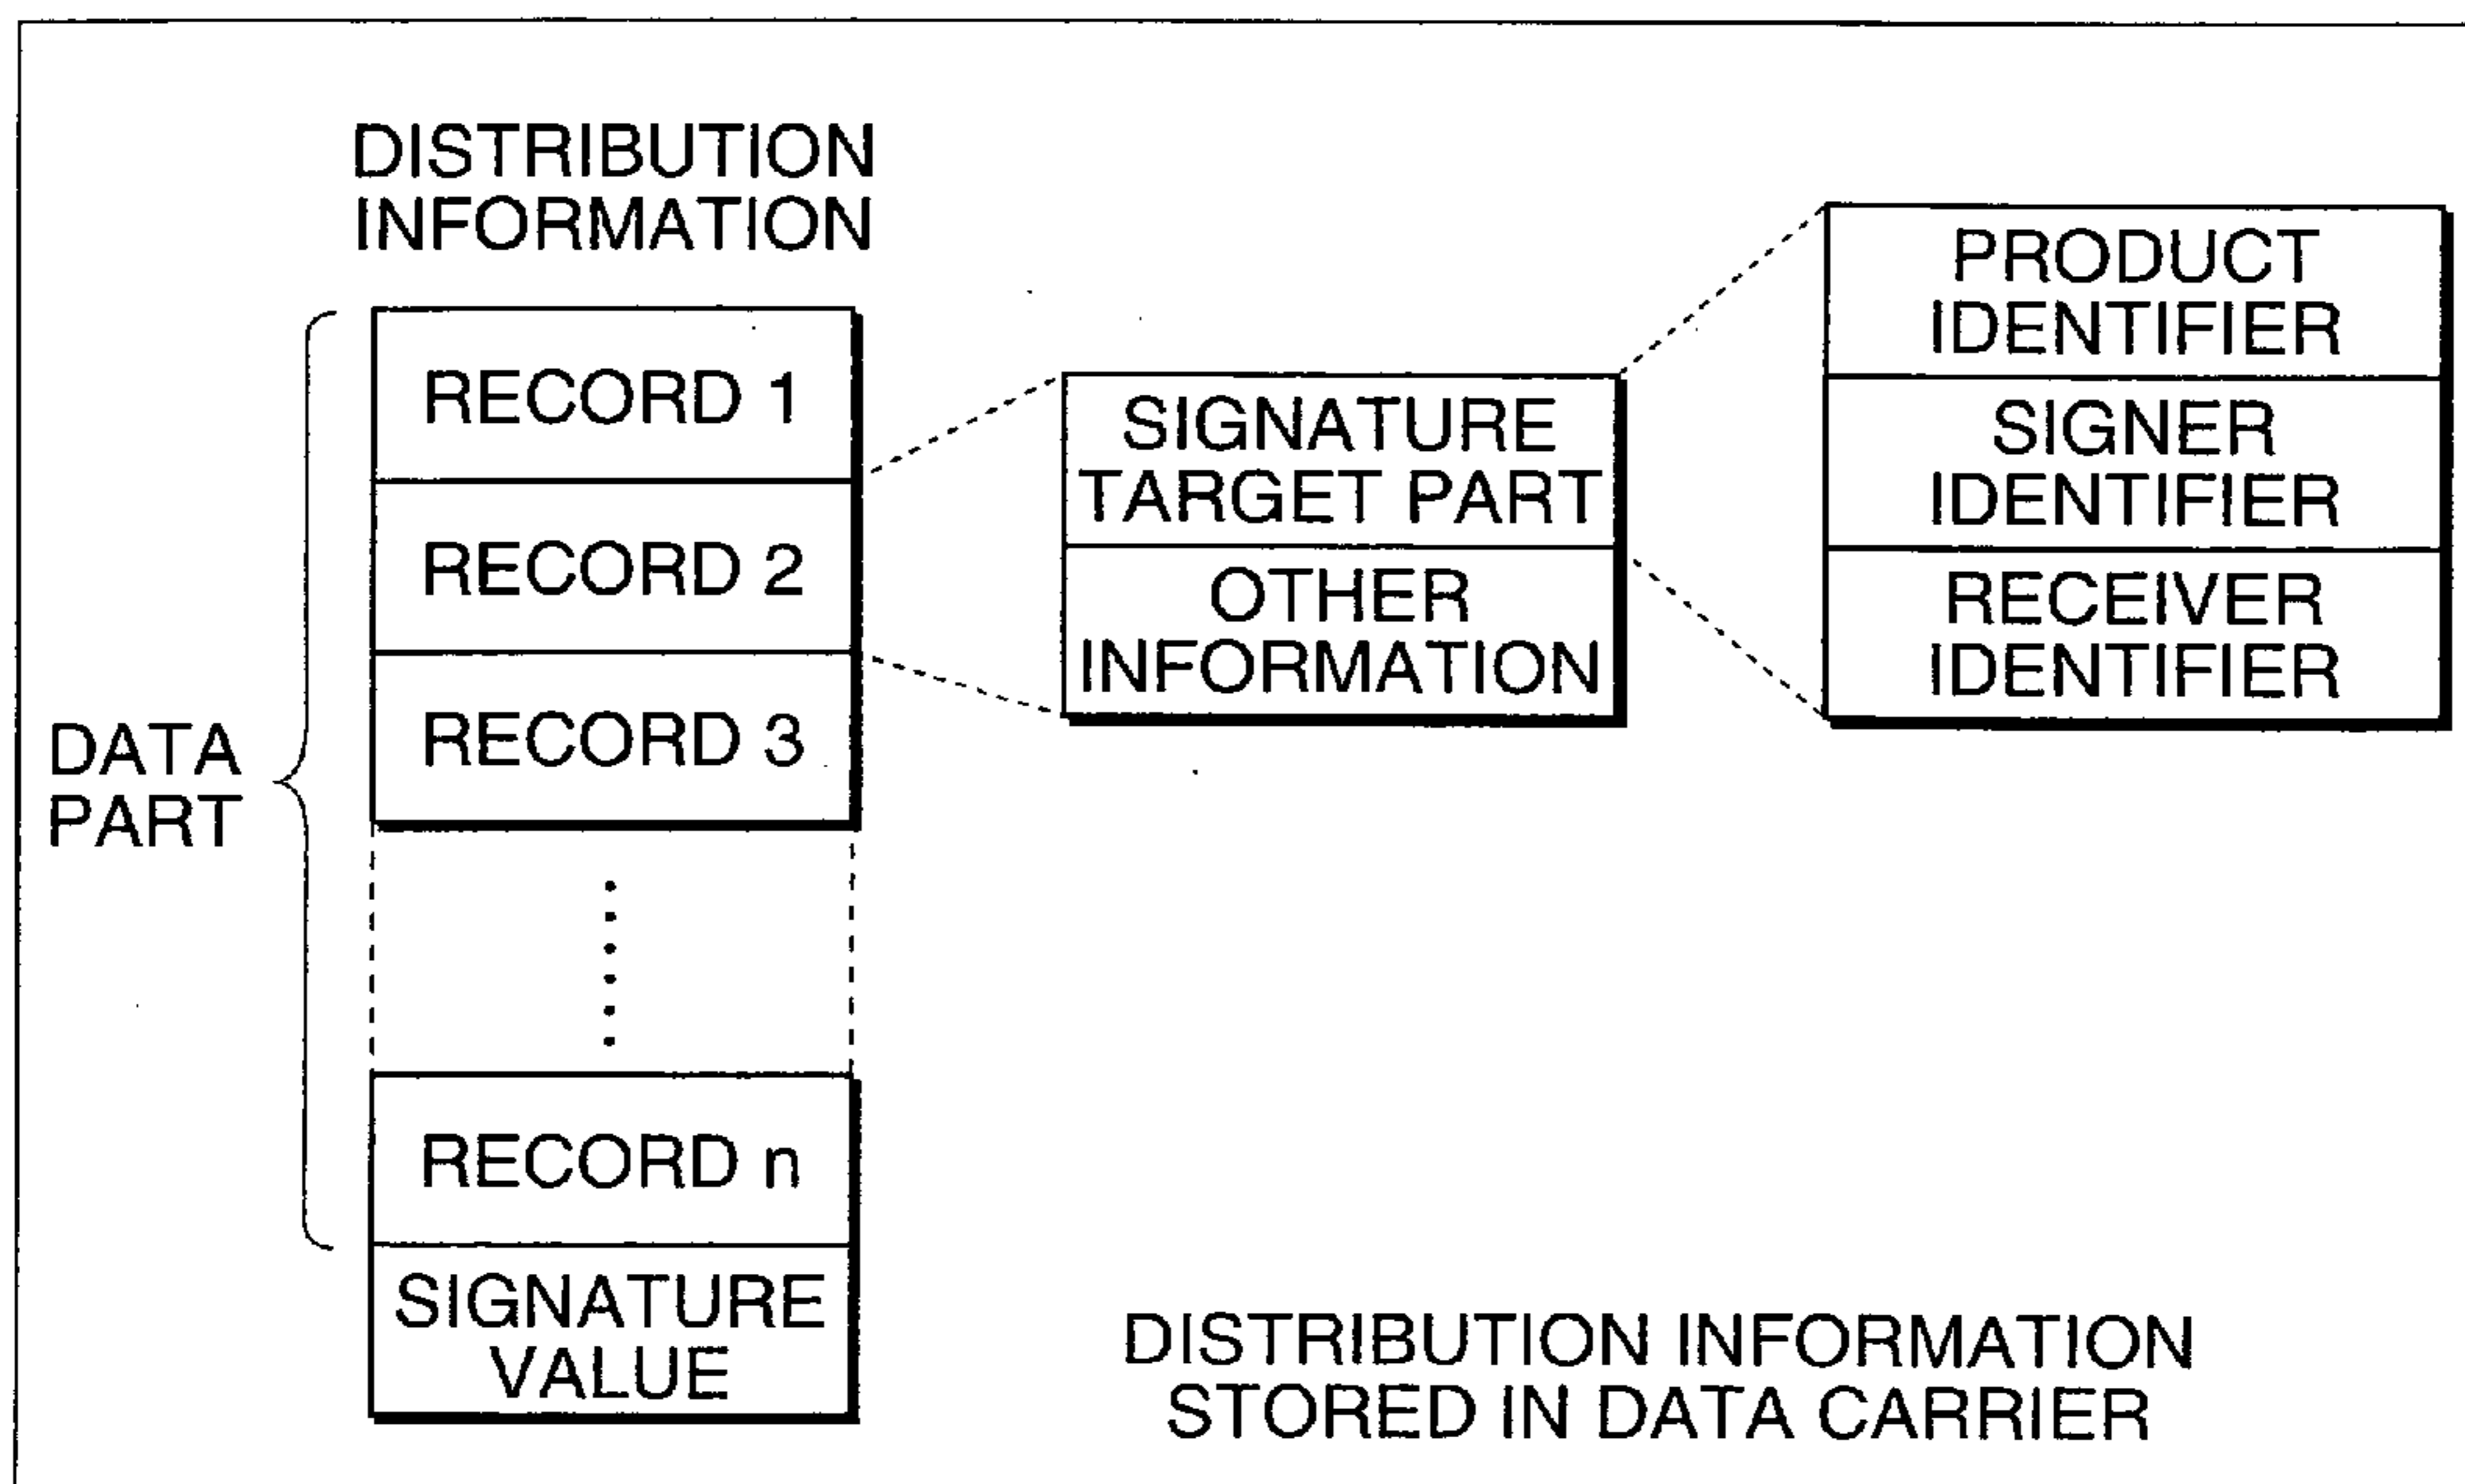 DISTRIBUTION
INFORMATION
DATA
PART
RECORD 1
RECORD 2
RECORD 3
RECORD n
SIGNATURE
VALUE
SIGNATURE
TARGET PART
OTHER
INFORMATION
PRODUCT
IDENTIFIER
SIGNER
IDENTIFIER
RECEIVER
IDENTIFIER
DISTRIBUTION INFORMATION
STORED IN DATA CARRIER